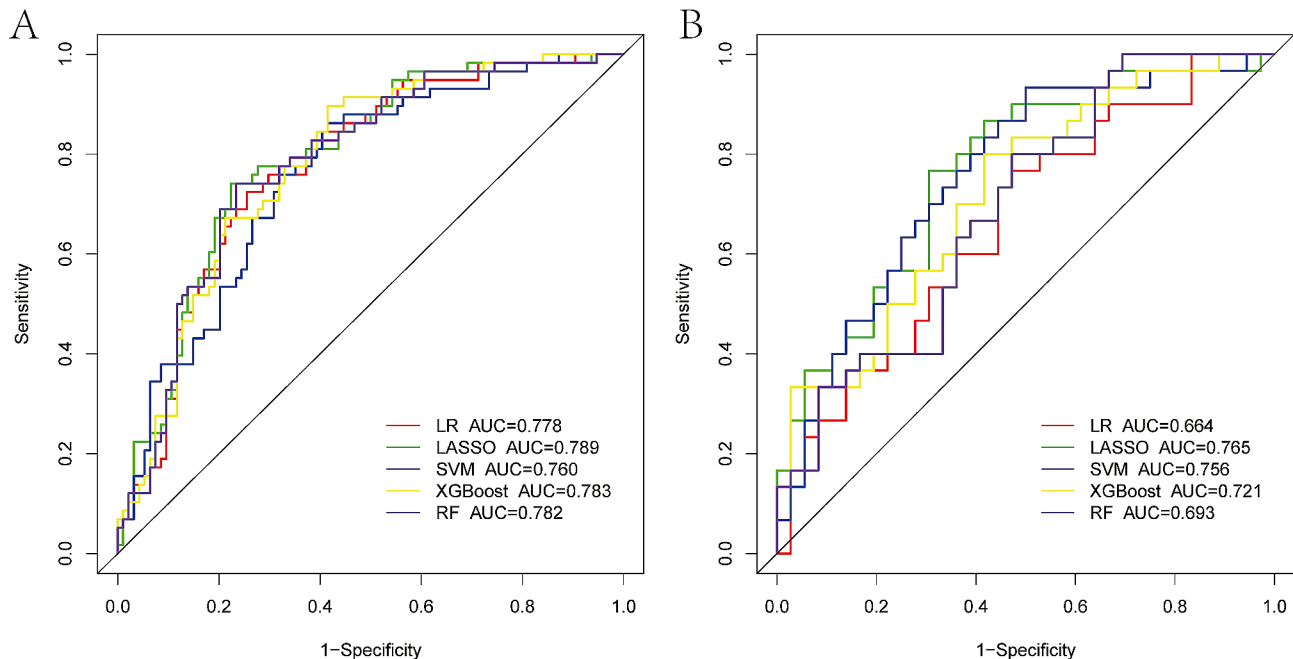 A
Sensitivity
1.0
0.8
0.6
0.4
0.2
0.0
LR AUC=0.778
LASSO AUC=0.789
SVM AUC=0.760
XGBoost AUC=0.783
RF AUC=0.782
0.0 0.2 0.4 0.6 0.8 1.0
1−Specificity
B
Sensitivity
1.0
0.8
0.6
0.4
0.2
0.0
LR AUC=0.664
LASSO AUC=0.765
SVM AUC=0.756
XGBoost AUC=0.721
RF AUC=0.693
0.0 0.2 0.4 0.6 0.8 1.0
1−Specificity